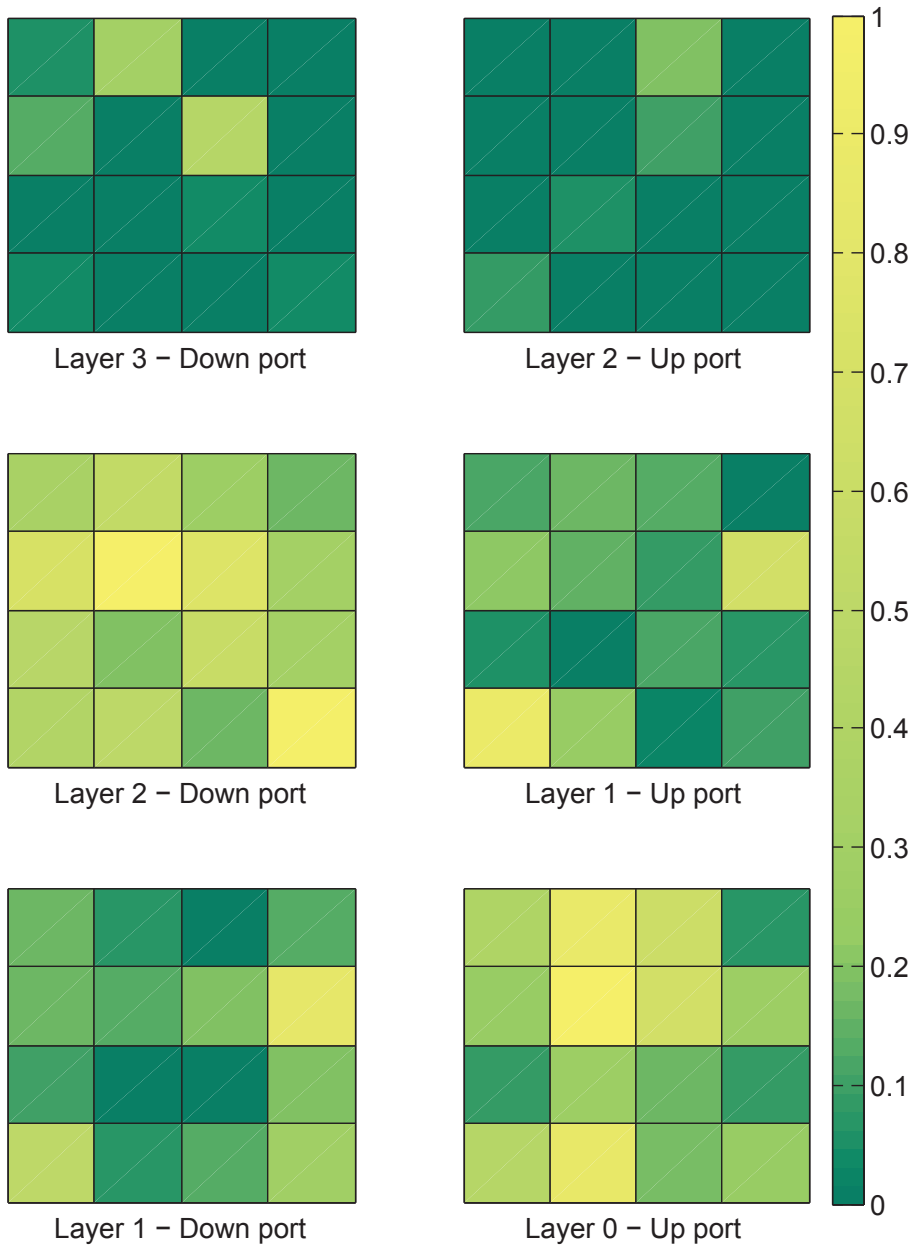 Layer 3 − Down port
Layer 2 − Up port
Layer 2 − Down port
Layer 1 − Up port
Layer 1 − Down port
Layer 0 − Up port
1
0.9
0.8
0.7
0.6
0.5
0.4
0.3
0.2
0.1
0